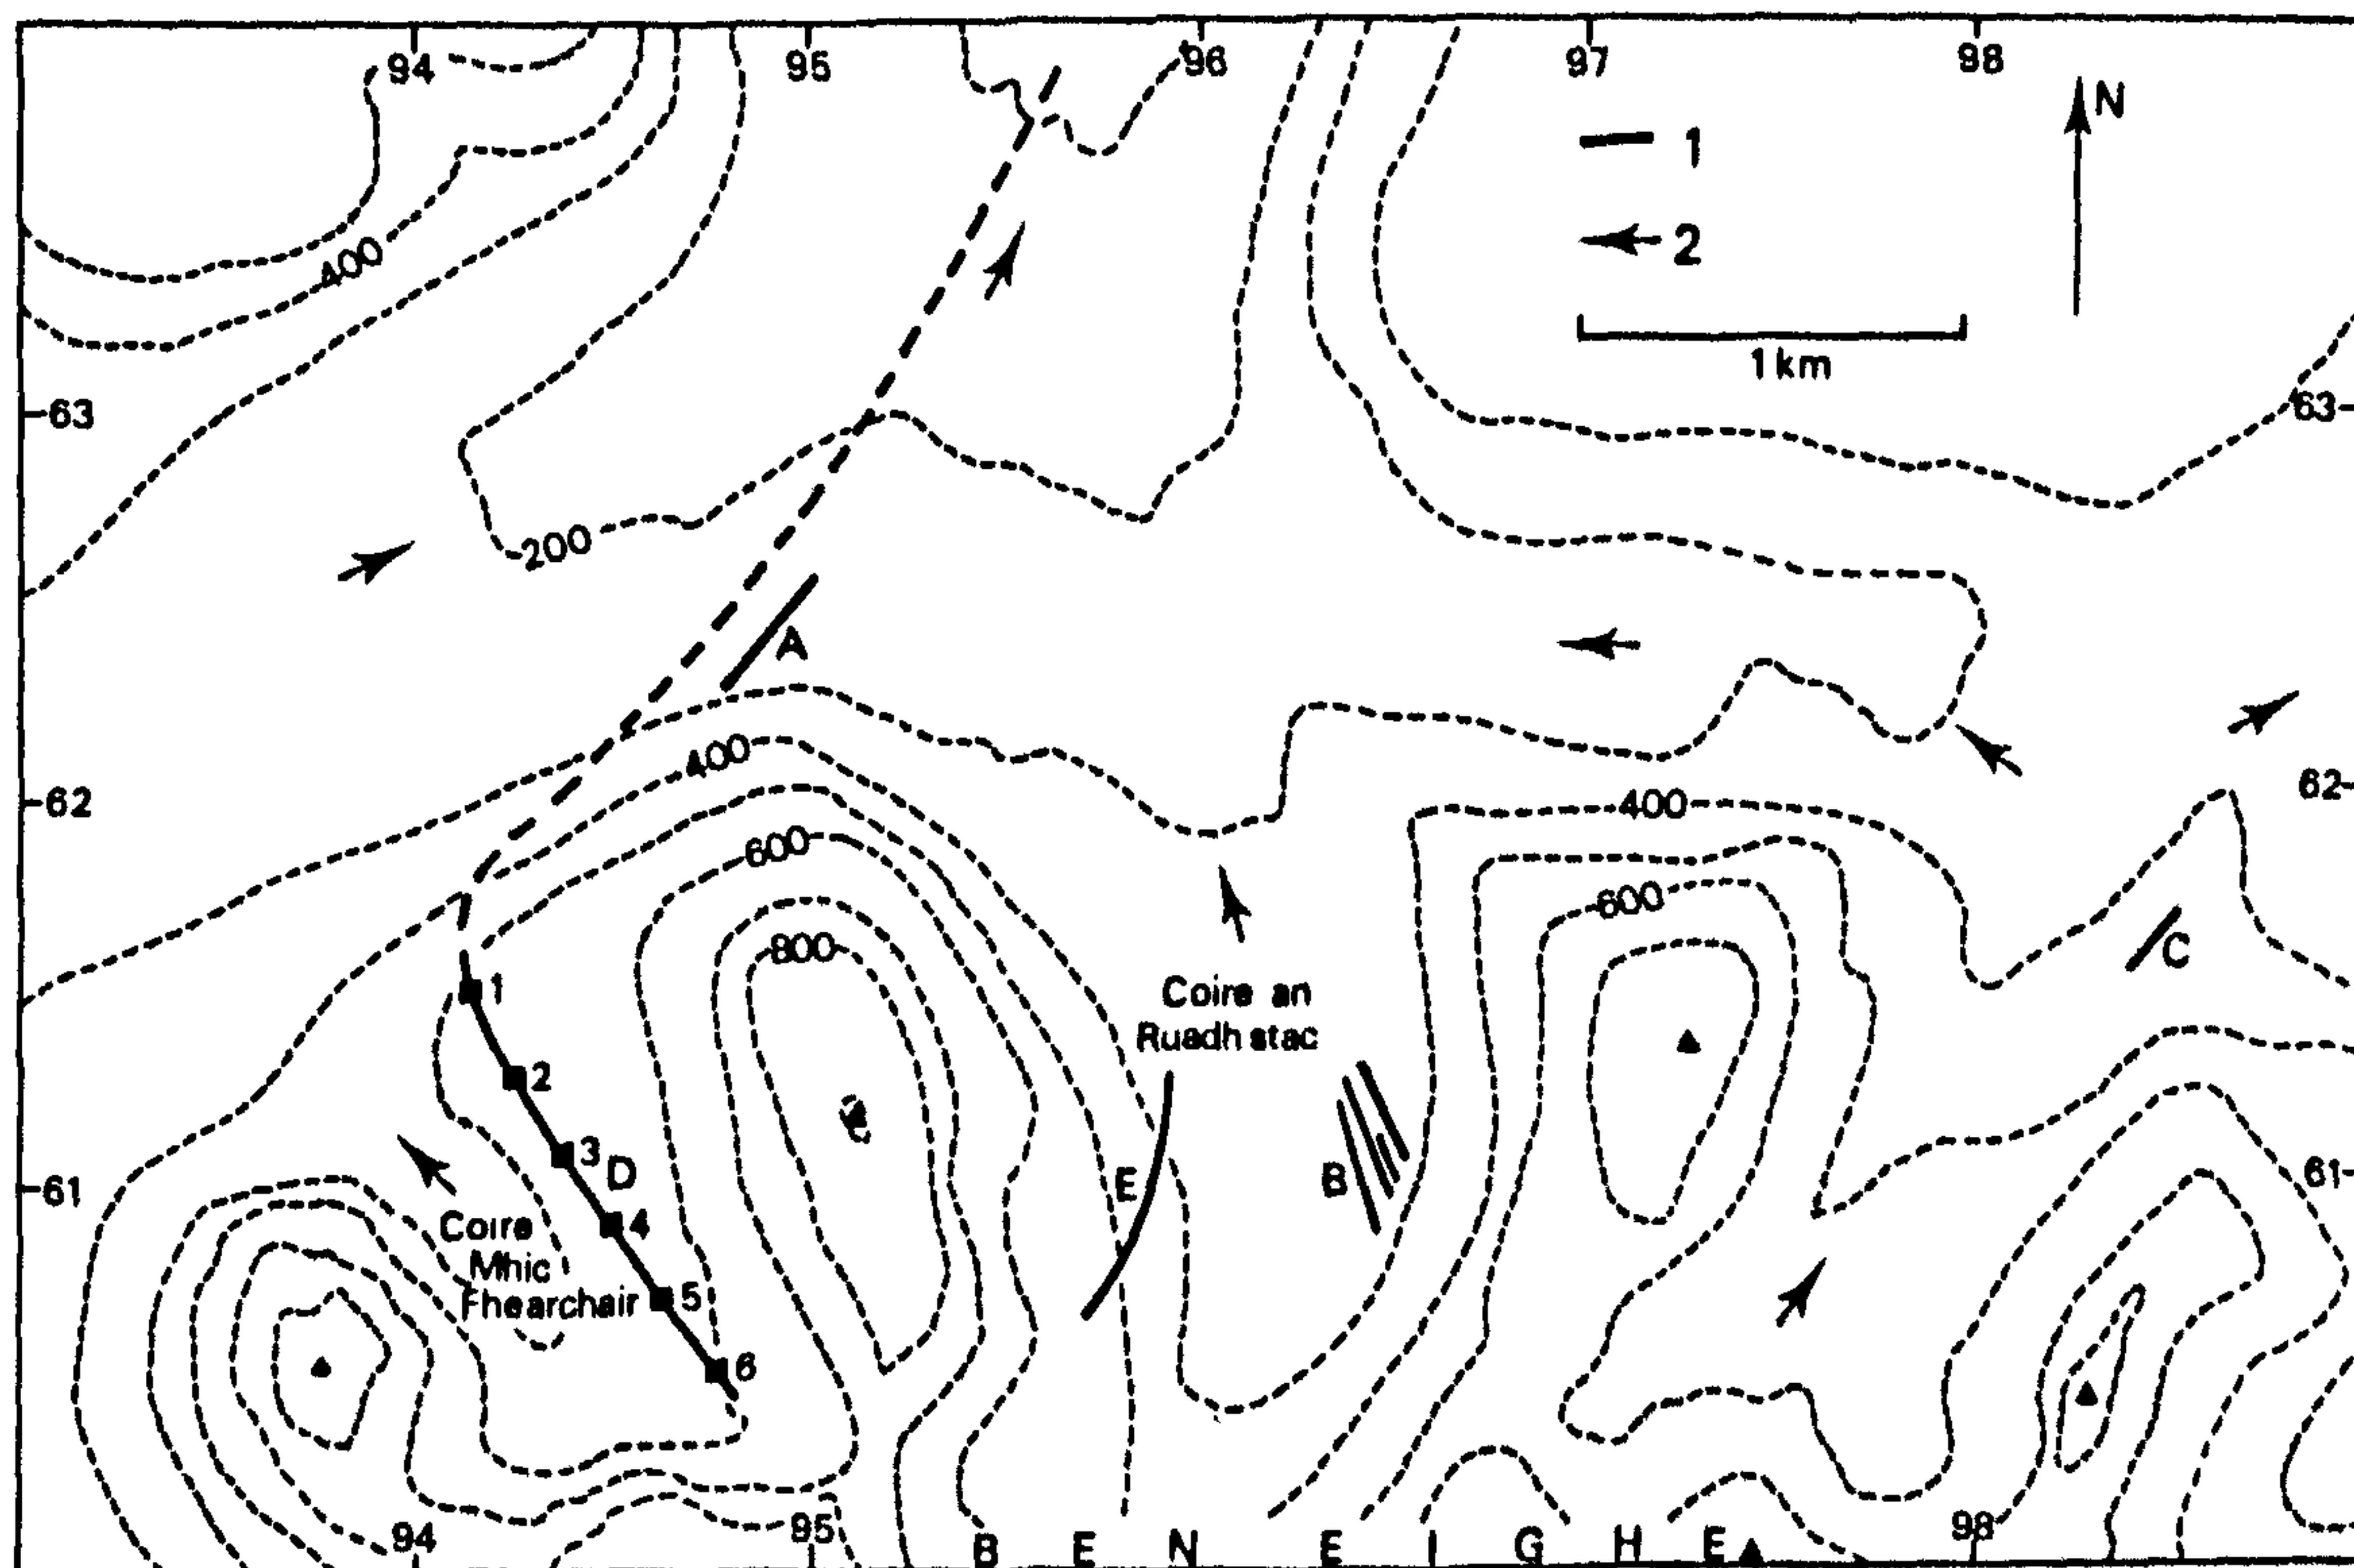 94 95 96 97 98
N
1
400
2
1 km
63 63
200
A
400
62 62
400
600
600
800
C
1
Coire an
Ruadh stac
2
3
D
E
B
61 61
4
Coire
Mhic
Fhearchair
5
6
94 95 98
BEN EIGHE